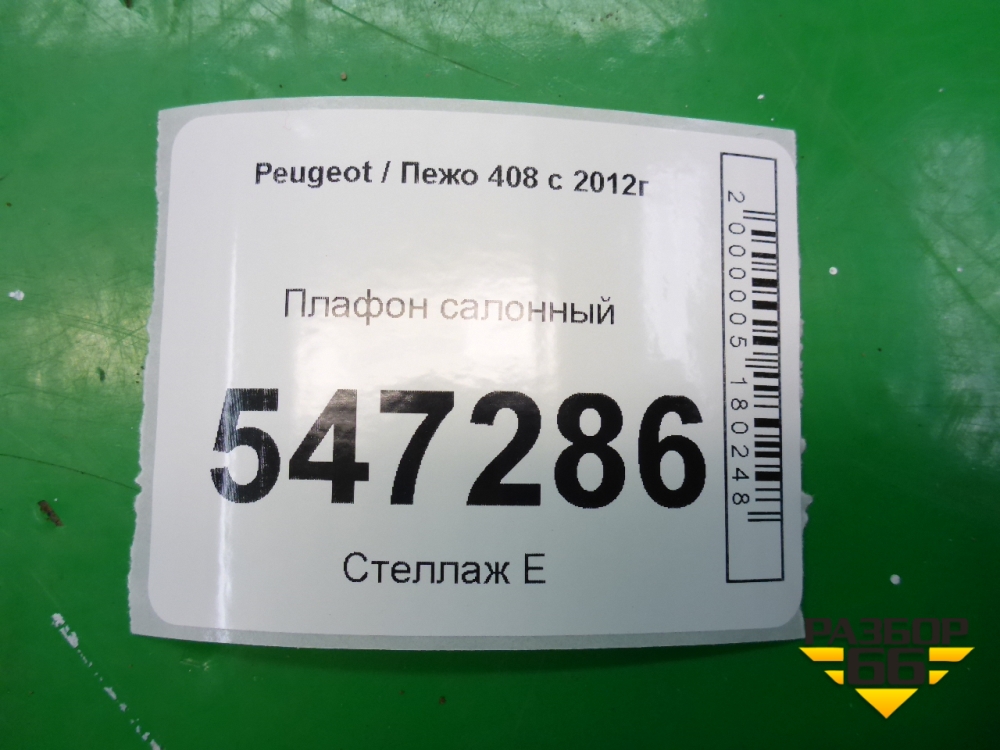 Peugeot / Пежо 408 с 2012г
Плафон салонный
547286
Стеллаж Е
2000005180248
РАЗБОР
66